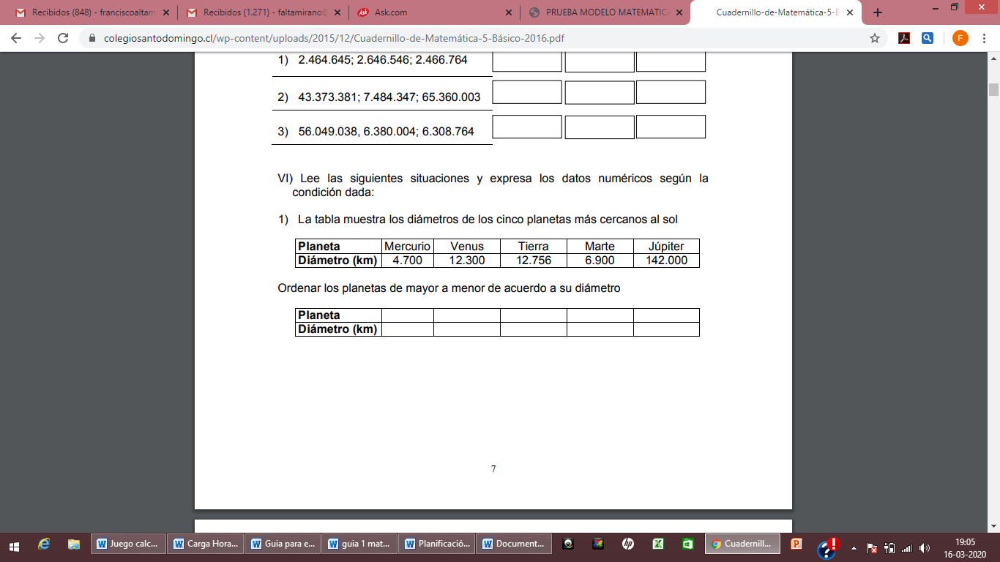 Recibidos (848) - franciscoaltam
Recibidos (1.271) - faltamirano@
Ask.com
PRUEBA MODELO MATEMATICA
Cuadernillo-de-Matemática-5-B
colegiosantodomingo.cl/wp-content/uploads/2015/12/Cuadernillo-de-Matemática-5-Básico-2016.pdf
F
1) 2.464.645; 2.646.546; 2.466.764
2) 43.373.381; 7.484.347; 65.360.003
3) 56.049.038, 6.380.004; 6.308.764
VI) Lee las siguientes situaciones y expresa los datos numéricos según la
condición dada:
1) La tabla muestra los diámetros de los cinco planetas más cercanos al sol
Planeta Mercurio Venus Tierra Marte Júpiter
Diámetro (km) 4.700 12.300 12.756 6.900 142.000
Ordenar los planetas de mayor a menor de acuerdo a su diámetro
Planeta
Diámetro (km)
7
Juego calc...
Carga Hora...
Guia para e...
guia 1 mat...
Planificació...
Document...
Cuadernill...
19:05
16-03-2020